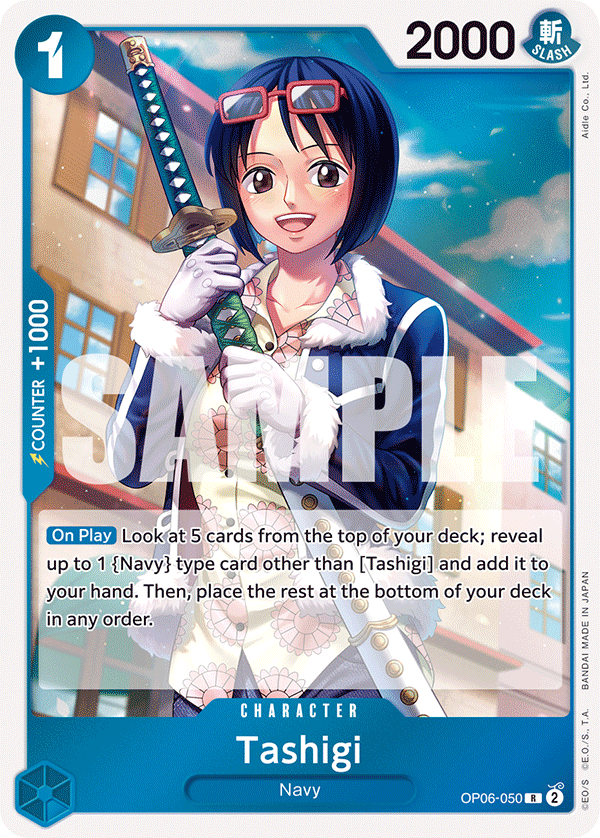 1
2000
斬
SLASH
Aidle Co., Ltd.
COUNTER +1000
SAMPLE
On Play Look at 5 cards from the top of your deck; reveal
up to 1 {Navy} type card other than [Tashigi] and add it to
your hand. Then, place the rest at the bottom of your deck
in any order.
CHARACTER
Tashigi
Navy
OP06-050 R 2
©E.O/S ©E.O./S., T.A. BANDAI MADE IN JAPAN